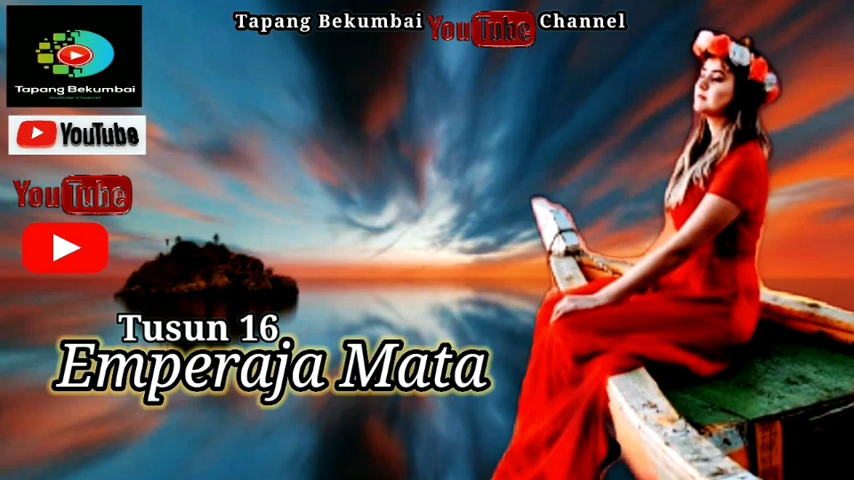 Tapang Bekumbai YouTube Channel
Tapang Bekumbai
YouTube
YouTube
Tusun 16
Emperaja Mata